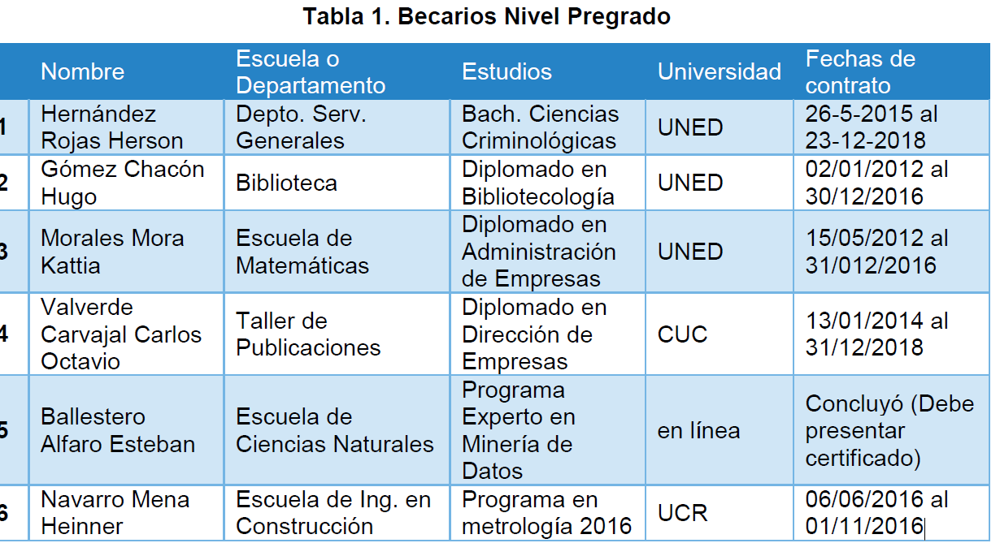 Tabla 1. Becarios Nivel Pregrado
Nombre
Escuela o
Departamento
Estudios
Universidad
Fechas de
contrato
1
Hernández
Rojas Herson
Depto. Serv.
Generales
Bach. Ciencias
Criminológicas
UNED
26-5-2015 al
23-12-2018
2
Gómez Chacón
Hugo
Biblioteca
Diplomado en
Bibliotecología
UNED
02/01/2012 al
30/12/2016
3
Morales Mora
Kattia
Escuela de
Matemáticas
Diplomado en
Administración
de Empresas
UNED
15/05/2012 al
31/012/2016
4
Valverde
Carvajal Carlos
Octavio
Taller de
Publicaciones
Diplomado en
Dirección de
Empresas
CUC
13/01/2014 al
31/12/2018
5
Ballestero
Alfaro Esteban
Escuela de
Ciencias Naturales
Programa
Experto en
Minería de
Datos
en línea
Concluyó (Debe
presentar
certificado)
6
Navarro Mena
Heinner
Escuela de Ing. en
Construcción
Programa en
metrología 2016
UCR
06/06/2016 al
01/11/2016